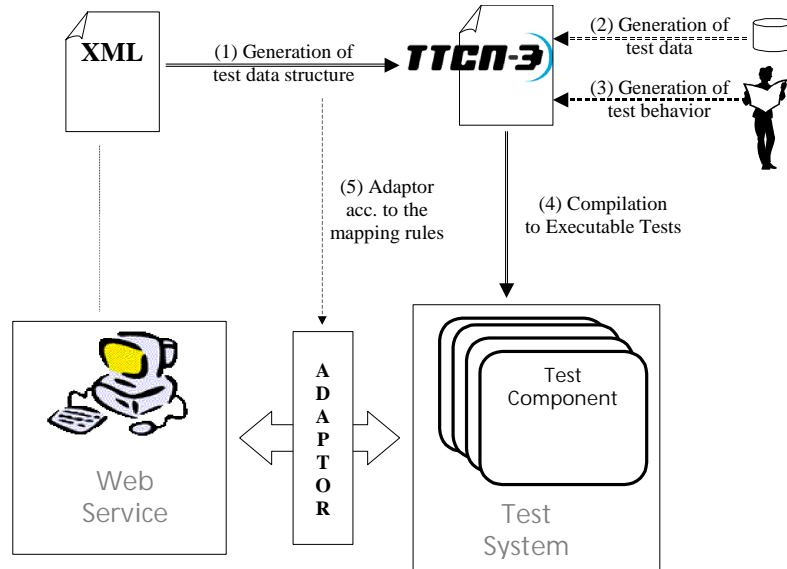 XML
(1) Generation of
test data structure
TTCN-3
(2) Generation of
test data
(3) Generation of
test behavior
(5) Adaptor
acc. to the
mapping rules
(4) Compilation
to Executable Tests
ADAPTOR
Test
Component
Web
Service
Test
System